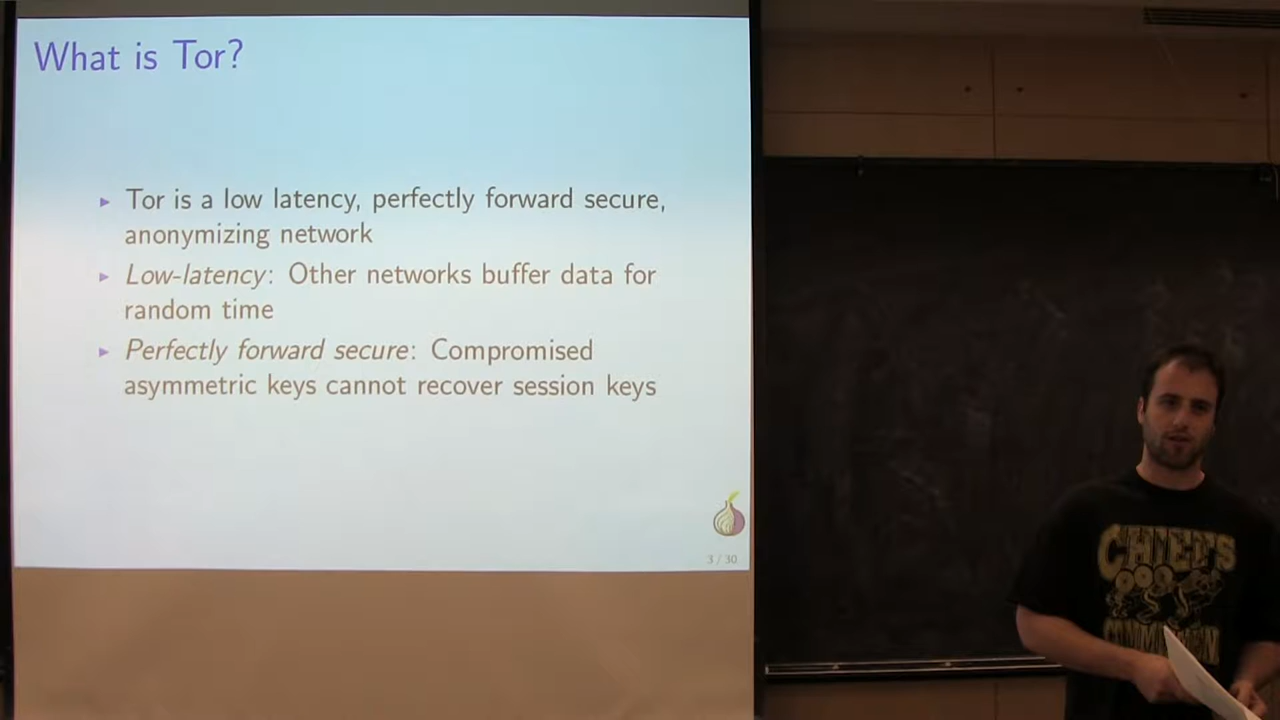 What is Tor?
▸ Tor is a low latency, perfectly forward secure,
anonymizing network
▸ Low-latency: Other networks buffer data for
random time
▸ Perfectly forward secure: Compromised
asymmetric keys cannot recover session keys
3 / 30
CHIEFS